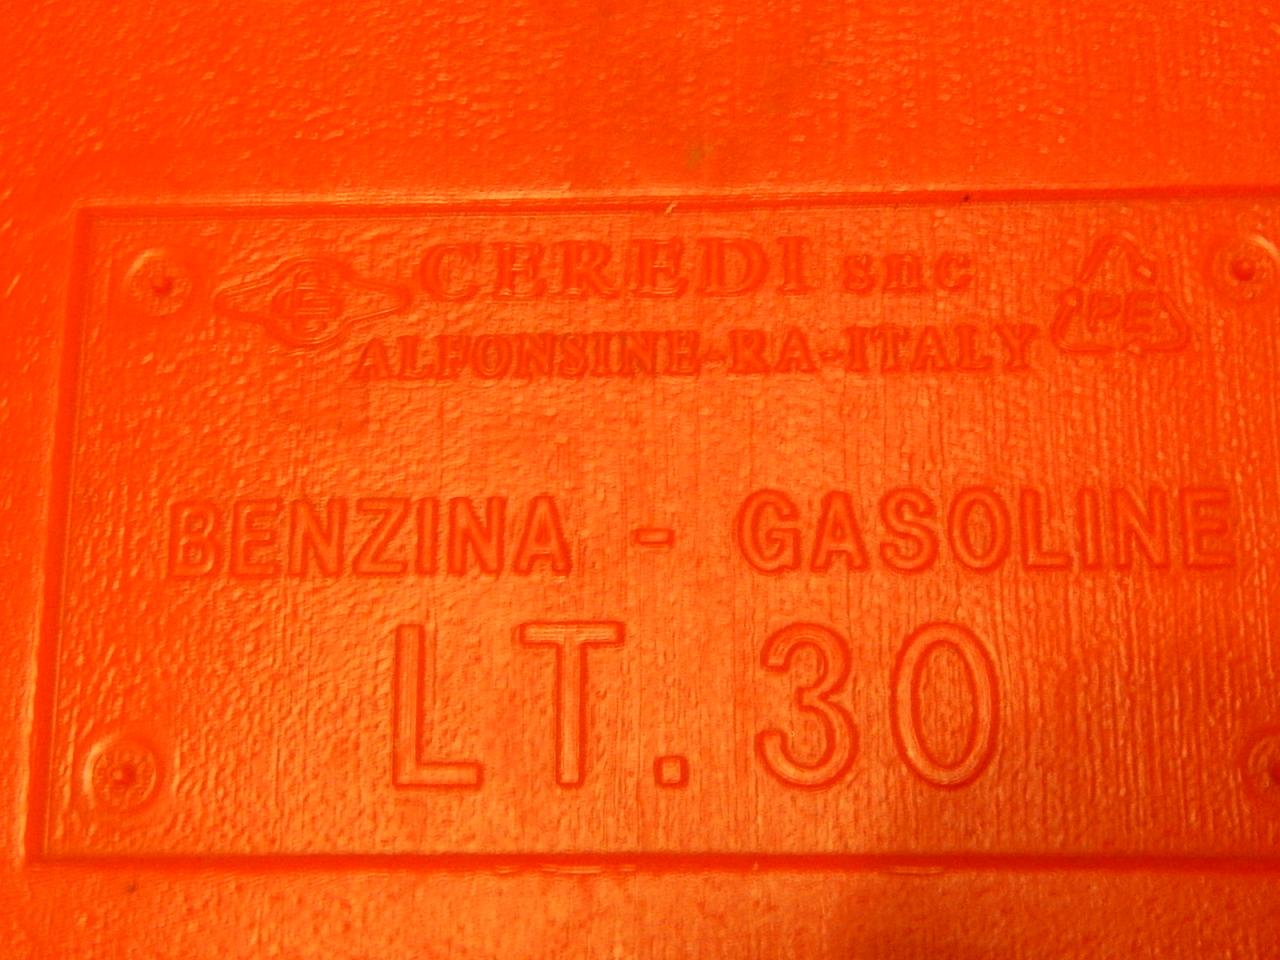 CEREDI snc
ALFONSINE-RA-ITALY
PE
BENZINA - GASOLINE
LT. 30